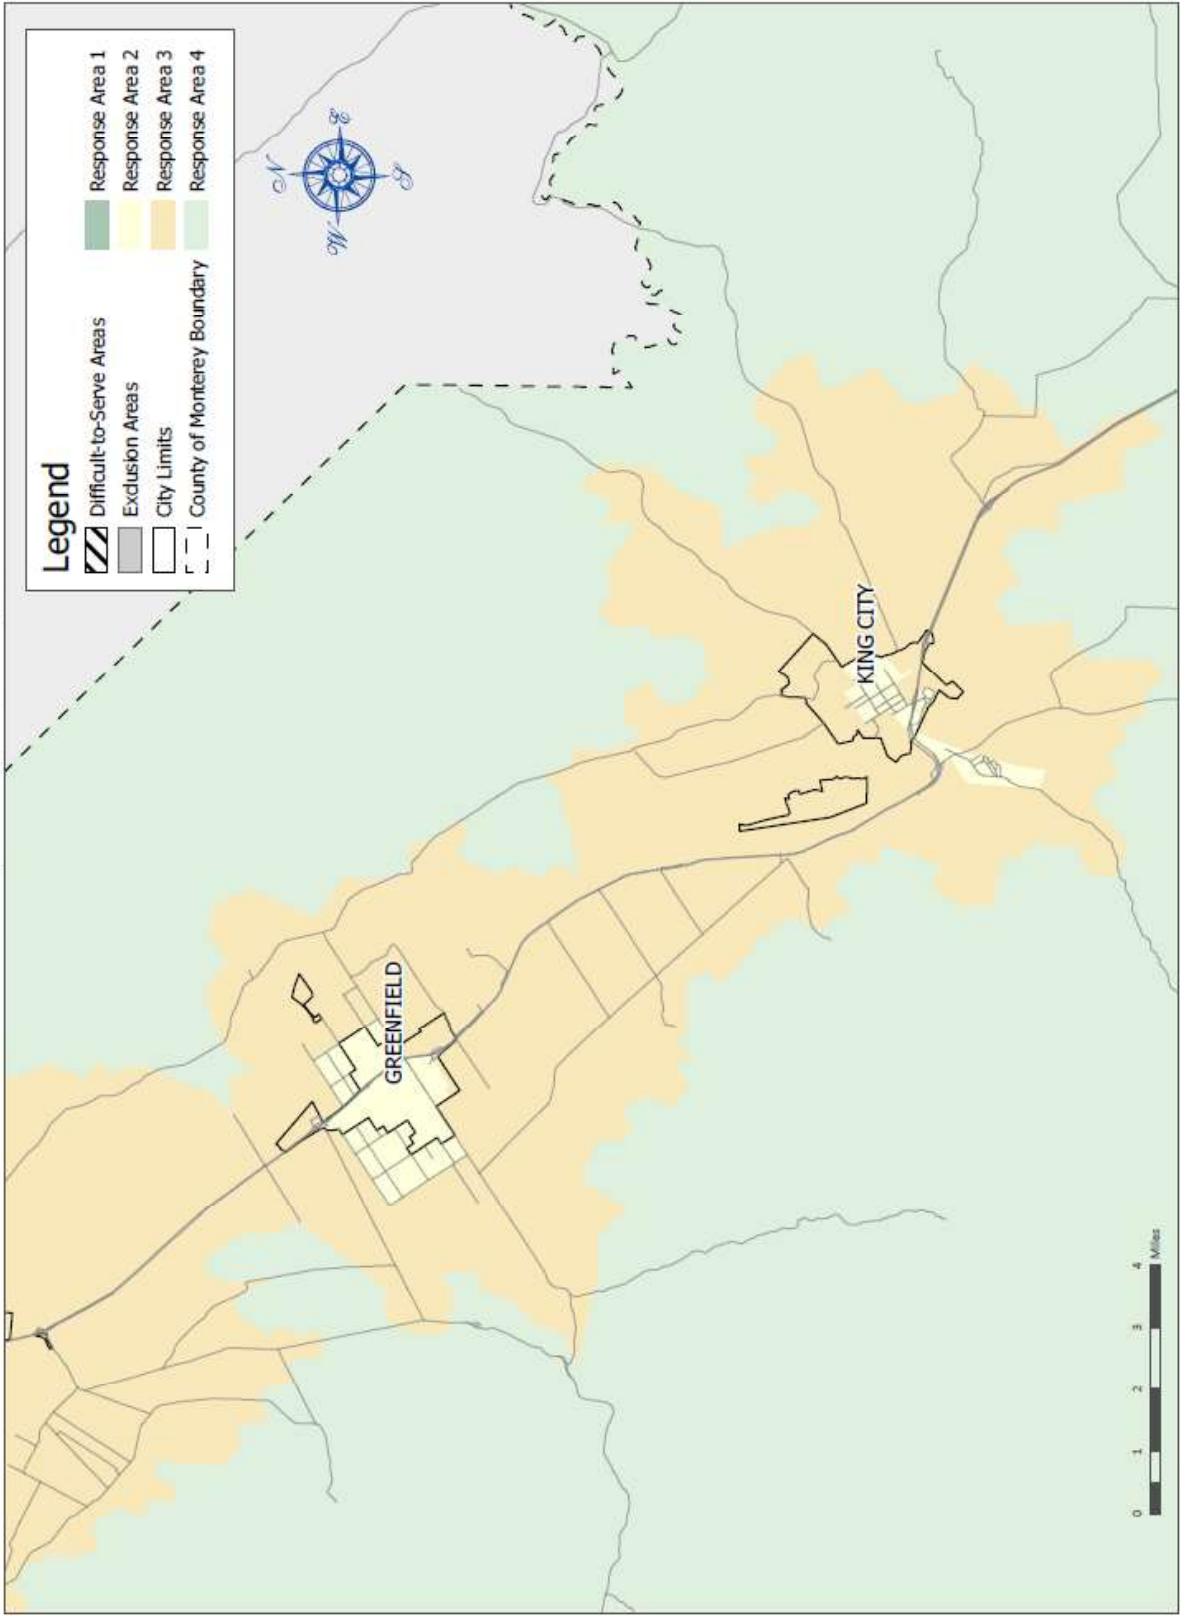 Legend
Difficult-to-Serve Areas
Exclusion Areas
City Limits
County of Monterey Boundary
Response Area 1
Response Area 2
Response Area 3
Response Area 4
N
W
E
S
GREENFIELD
KING CITY
0 1 2 3 4
Miles